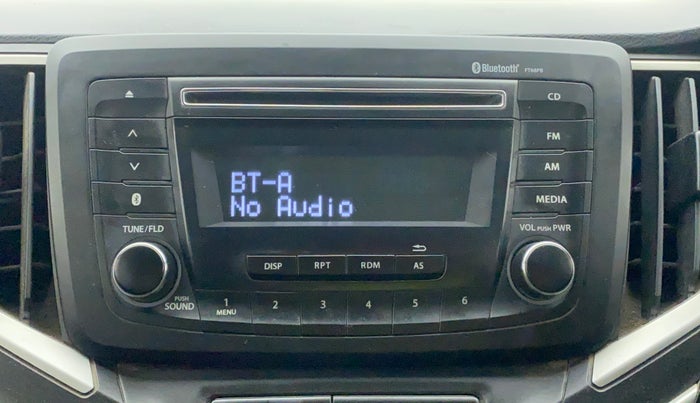 Bluetooth®
CD
FM
AM
MEDIA
BT-A
No Audio
TUNE/FLD
VOL PUSH PWR
DISP
RPT
RDM
AS
PUSH
SOUND
1
MENU
2
3
4
5
6